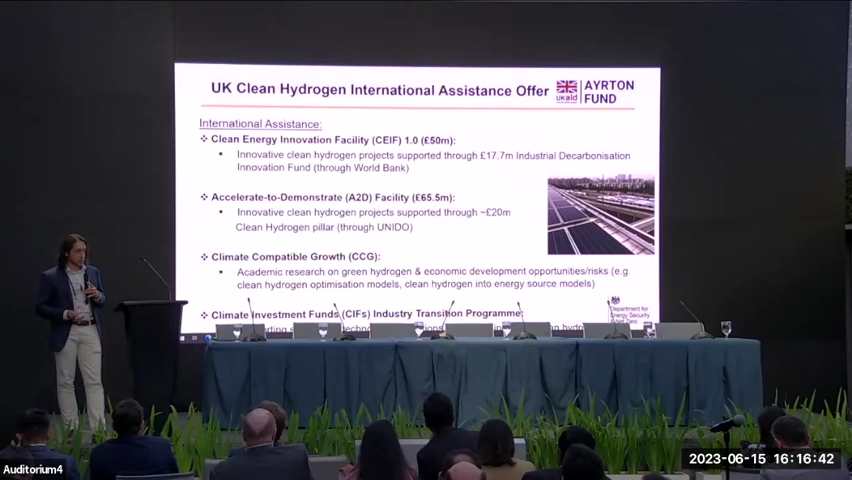 UK Clean Hydrogen International Assistance Offer
ukaid
AYRTON
FUND
International Assistance:
❖ Clean Energy Innovation Facility (CEIF) 1.0 (£50m):
▪ Innovative clean hydrogen projects supported through £17.7m Industrial Decarbonisation
Innovation Fund (through World Bank)
❖ Accelerate-to-Demonstrate (A2D) Facility (£65.5m):
▪ Innovative clean hydrogen projects supported through ~£20m
Clean Hydrogen pillar (through UNIDO)
❖ Climate Compatible Growth (CCG):
▪ Academic research on green hydrogen & economic development opportunities/risks (e.g.
clean hydrogen optimisation models, clean hydrogen into energy source models)
❖ Climate Investment Funds (CIFs) Industry Transition Programme:
Department for
Energy Security
& Net Zero
Auditorium4
2023-06-15 16:16:42